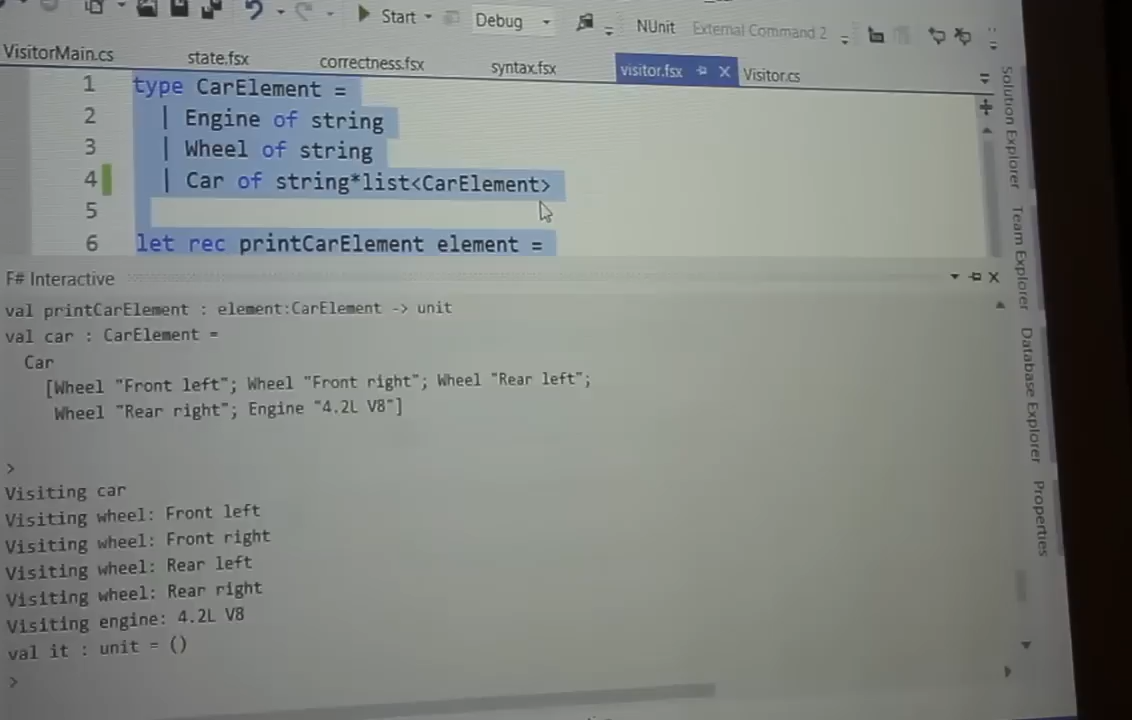 Start Debug NUnit External Command 2
VisitorMain.cs state.fsx correctness.fsx syntax.fsx visitor.fsx Visitor.cs
1 type CarElement =
2 | Engine of string
3 | Wheel of string
4 | Car of string*list<CarElement>
5
6 let rec printCarElement element =
F# Interactive
val printCarElement : element:CarElement -> unit
val car : CarElement =
Car
[Wheel "Front left"; Wheel "Front right"; Wheel "Rear left";
Wheel "Rear right"; Engine "4.2L V8"]
>
Visiting car
Visiting wheel: Front left
Visiting wheel: Front right
Visiting wheel: Rear left
Visiting wheel: Rear right
Visiting engine: 4.2L V8
val it : unit = ()
>
Solution Explorer
Team Explorer
Database Explorer
Properties